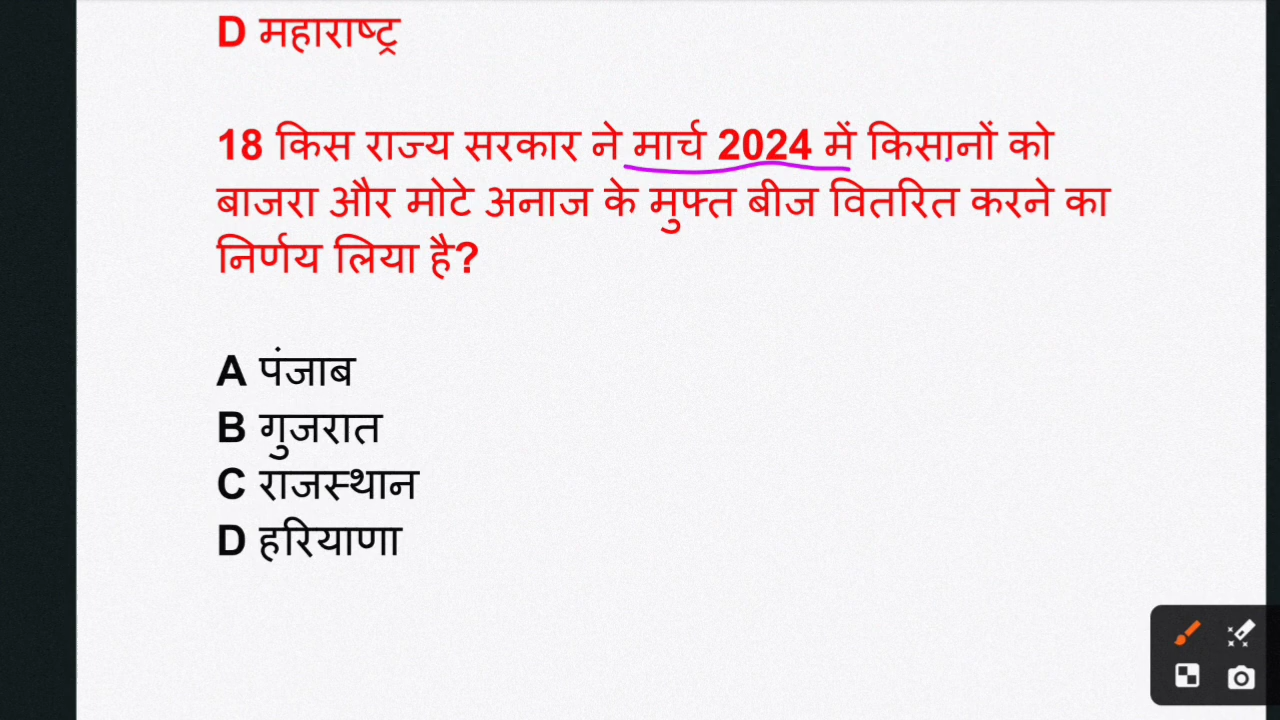 D महाराष्ट्र
18 किस राज्य सरकार ने मार्च 2024 में किसानों को
बाजरा और मोटे अनाज के मुफ्त बीज वितरित करने का
निर्णय लिया है?
A पंजाब
B गुजरात
C राजस्थान
D हरियाणा